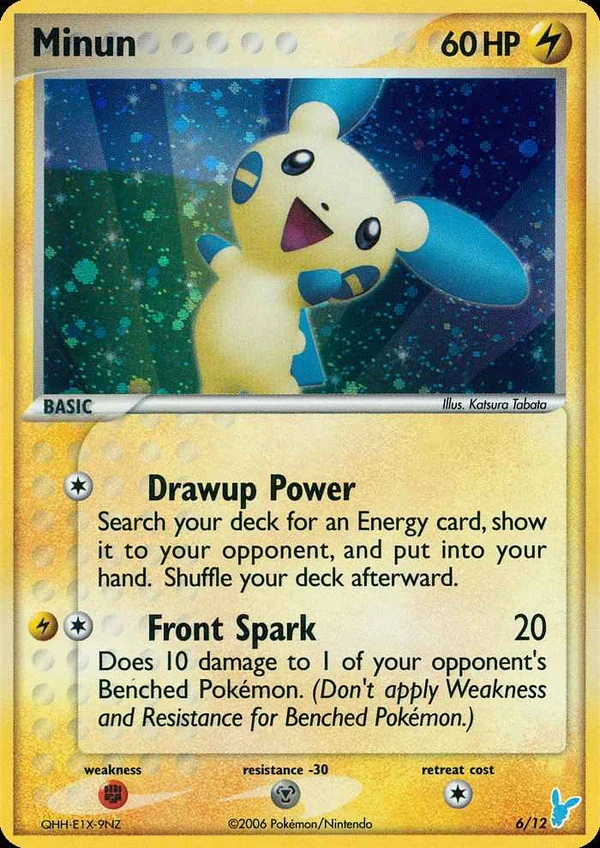 Minun 60 HP
BASIC Illus. Katsura Tabata
Drawup Power
Search your deck for an Energy card, show
it to your opponent, and put into your
hand. Shuffle your deck afterward.
Front Spark 20
Does 10 damage to 1 of your opponent's
Benched Pokémon. (Don't apply Weakness
and Resistance for Benched Pokémon.)
weakness resistance -30 retreat cost
QHH-E1X-9NZ ©2006 Pokémon/Nintendo 6/12